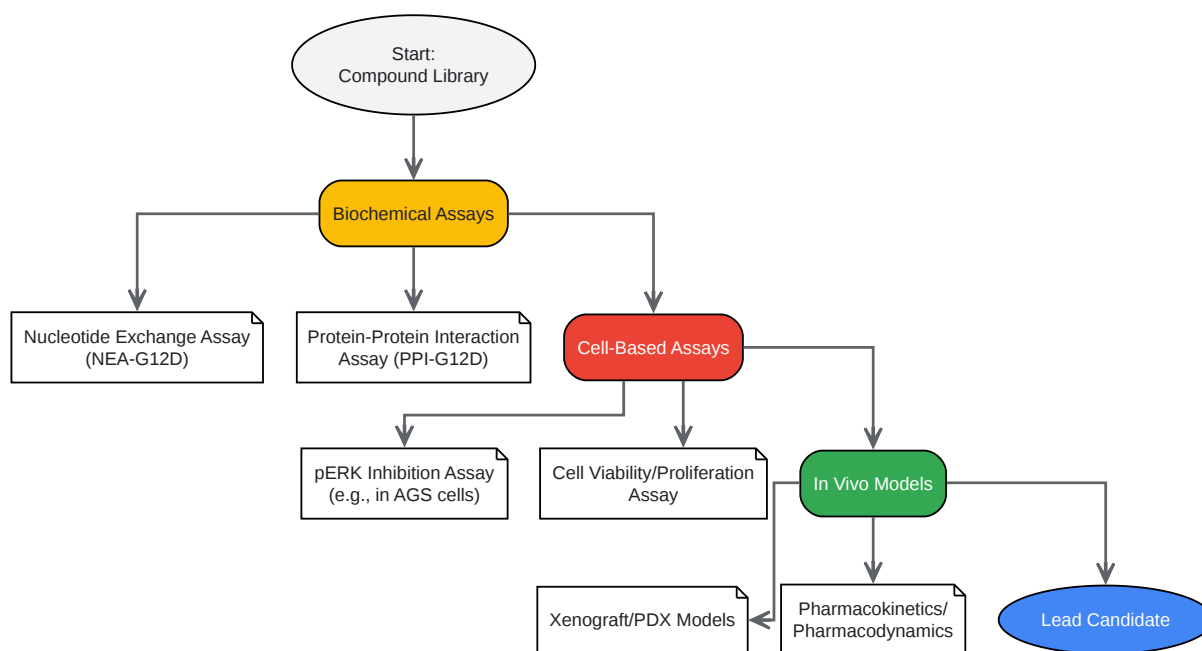 Start:
Compound Library
Biochemical Assays
Nucleotide Exchange Assay
(NEA-G12D)
Protein-Protein Interaction
Assay (PPI-G12D)
Cell-Based Assays
pERK Inhibition Assay
(e.g., in AGS cells)
Cell Viability/Proliferation
Assay
In Vivo Models
Xenograft/PDX Models
Pharmacokinetics/
Pharmacodynamics
Lead Candidate